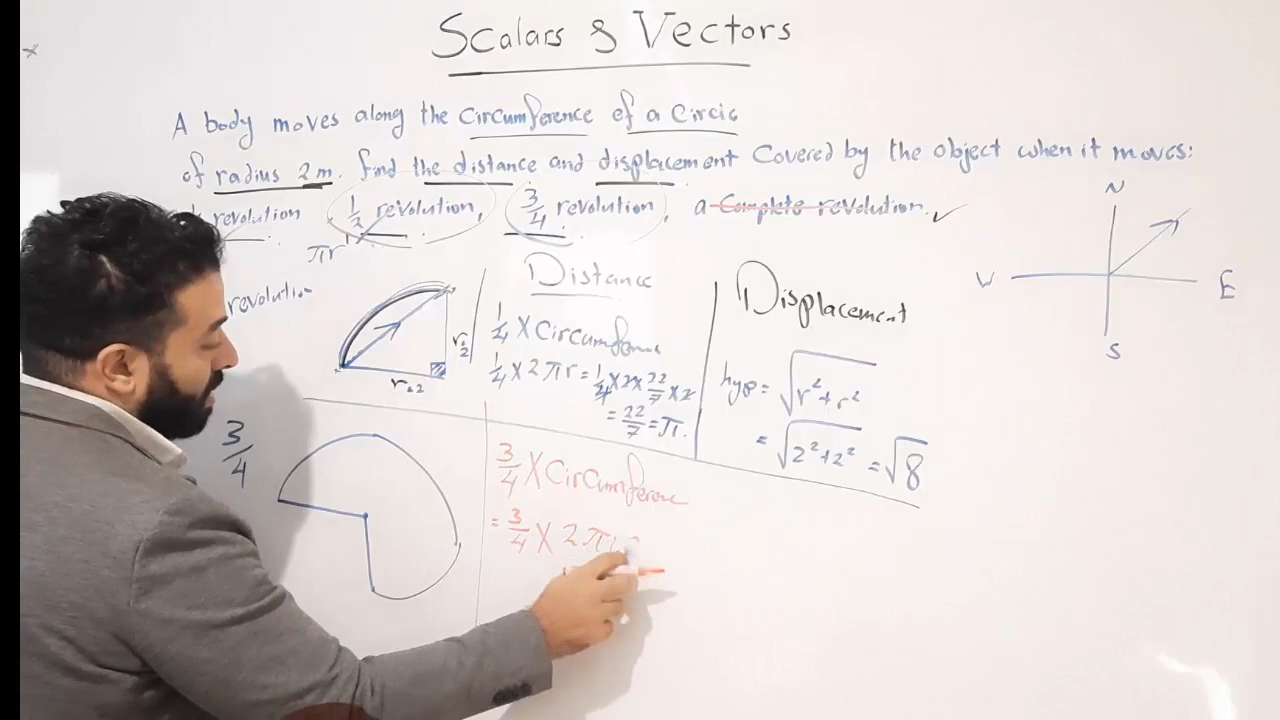 Scalars & Vectors
A body moves along the circumference of a Circle
of radius 2m. find the distance and displacement Covered by the object when it moves:
revolution 1/2 revolution, 3/4 revolution, a Complete revolution.
πr
revolution
r=2
r=2
Distance
1/4 X Circumference
1/4 X 2πr = 1/4 X 2 X 22/7 X 2
= 22/7 = π.
Displacement
hyp = √r²+r²
= √2²+2² = √8
N
W E
S
3/4
3/4 X Circumference
= 3/4 X 2π